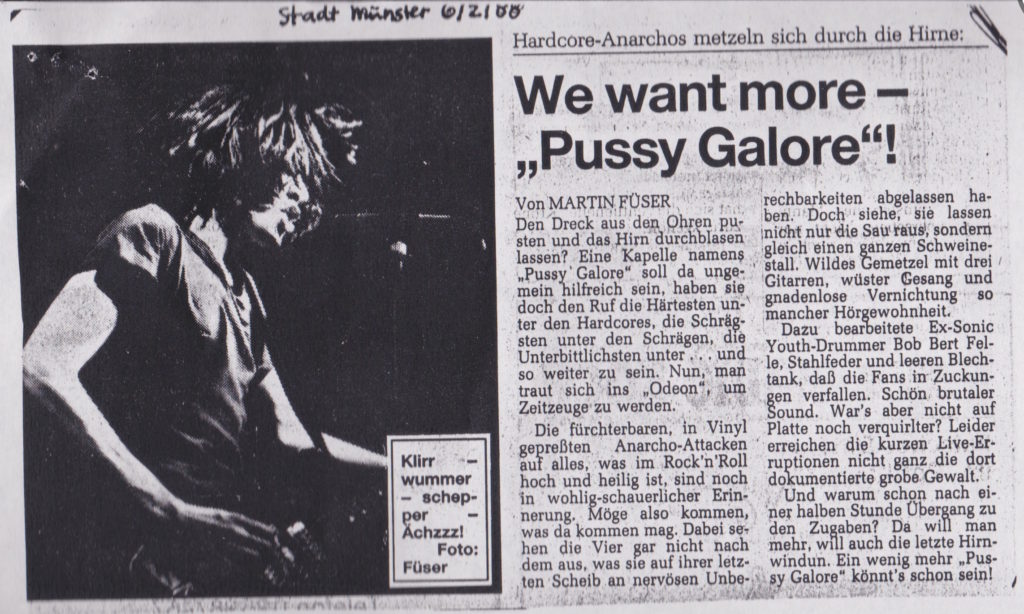 Stadt Münster 6/2/88
Hardcore-Anarchos metzeln sich durch die Hirne:
We want more –
„Pussy Galore“!
Von MARTIN FÜSER
Den Dreck aus den Ohren pu-
sten und das Hirn durchblasen
lassen? Eine Kapelle namens
„Pussy Galore“ soll da unge-
mein hilfreich sein, haben sie
doch den Ruf die Härtesten un-
ter den Hardcores, die Schräg-
sten unter den Schrägen, die
Unterbittlichsten unter . . . und
so weiter zu sein. Nun, man
traut sich ins „Odeon“, um
Zeitzeuge zu werden.
Die fürchterbaren, in Vinyl
gepreßten Anarcho-Attacken
auf alles, was im Rock'n'Roll
hoch und heilig ist, sind noch
in wohlig-schauerlicher Erin-
nerung. Möge also kommen,
was da kommen mag. Dabei se-
hen die Vier gar nicht nach
dem aus, was sie auf ihrer letz-
ten Scheib an nervösen Unbe-
rechbarkeiten abgelassen ha-
ben. Doch siehe, sie lassen
nicht nur die Sau raus, sondern
gleich einen ganzen Schweine-
stall. Wildes Gemetzel mit drei
Gitarren, wüster Gesang und
gnadenlose Vernichtung so
mancher Hörgewohnheit.
Dazu bearbeitete Ex-Sonic
Youth-Drummer Bob Bert Fel-
le, Stahlfeder und leeren Blech-
tank, daß die Fans in Zuckun-
gen verfallen. Schön brutaler
Sound. War's aber nicht auf
Platte noch verquirlter? Leider
erreichen die kurzen Live-Er-
ruptionen nicht ganz die dort
dokumentierte grobe Gewalt.
Und warum schon nach ei-
ner halben Stunde Übergang zu
den Zugaben? Da will man
mehr, will auch die letzte Hirn-
windun. Ein wenig mehr „Pus-
sy Galore“ könnt's schon sein!
Klirr –
wummer
– schep-
per –
Ächzzz!
Foto:
Füser